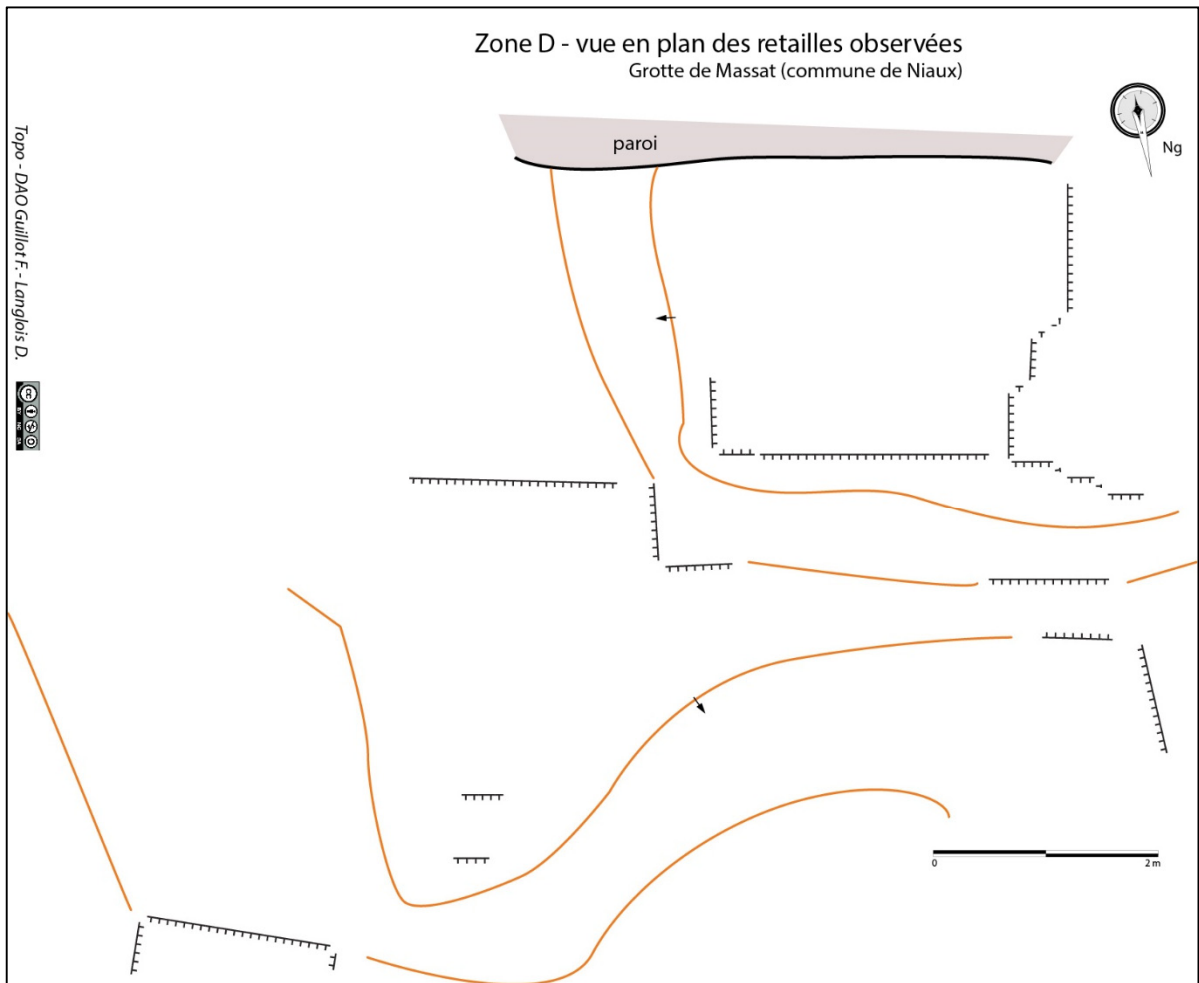 Zone D - vue en plan des retailles observées
Grotte de Massat (commune de Niaux)
paroi
Ng
Topo - DAO Guillot F. - Langlois D.
0
2 m